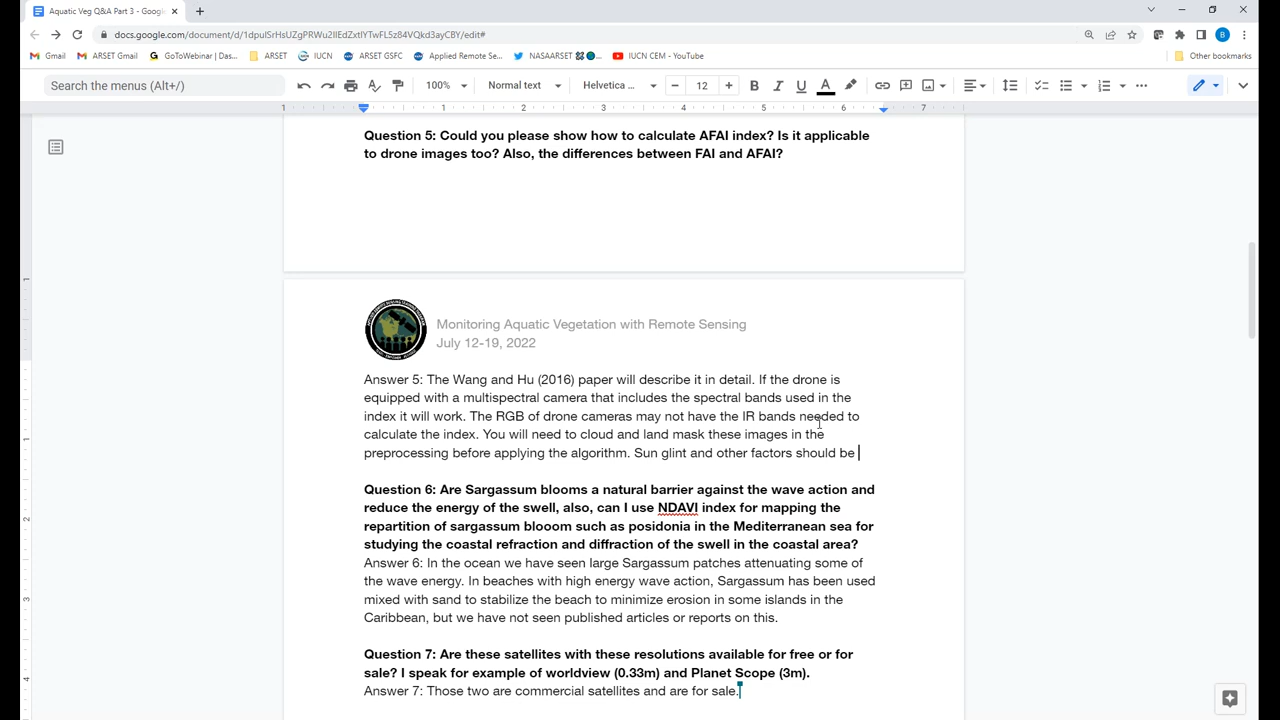 Aquatic Veg Q&A Part 3 - Googl
docs.google.com/document/d/1dpuISrHsUZgPRWu2IIEdZxtIYTwFL5z84VQkd3ayCBY/edit#
Gmail ARSET Gmail GoToWebinar | Das... ARSET IUCN ARSET GSFC Applied Remote Se... NASAARSET IUCN CEM - YouTube Other bookmarks
Search the menus (Alt+/) 100% Normal text Helvetica ... 12
1 1 2 3 4 5 6 7
Question 5: Could you please show how to calculate AFAI index? Is it applicable
to drone images too? Also, the differences between FAI and AFAI?
Monitoring Aquatic Vegetation with Remote Sensing
July 12-19, 2022
Answer 5: The Wang and Hu (2016) paper will describe it in detail. If the drone is
equipped with a multispectral camera that includes the spectral bands used in the
index it will work. The RGB of drone cameras may not have the IR bands needed to
calculate the index. You will need to cloud and land mask these images in the
preprocessing before applying the algorithm. Sun glint and other factors should be
Question 6: Are Sargassum blooms a natural barrier against the wave action and
reduce the energy of the swell, also, can I use NDAVI index for mapping the
repartition of sargassum blooom such as posidonia in the Mediterranean sea for
studying the coastal refraction and diffraction of the swell in the coastal area?
Answer 6: In the ocean we have seen large Sargassum patches attenuating some of
the wave energy. In beaches with high energy wave action, Sargassum has been used
mixed with sand to stabilize the beach to minimize erosion in some islands in the
Caribbean, but we have not seen published articles or reports on this.
Question 7: Are these satellites with these resolutions available for free or for
sale? I speak for example of worldview (0.33m) and Planet Scope (3m).
Answer 7: Those two are commercial satellites and are for sale.